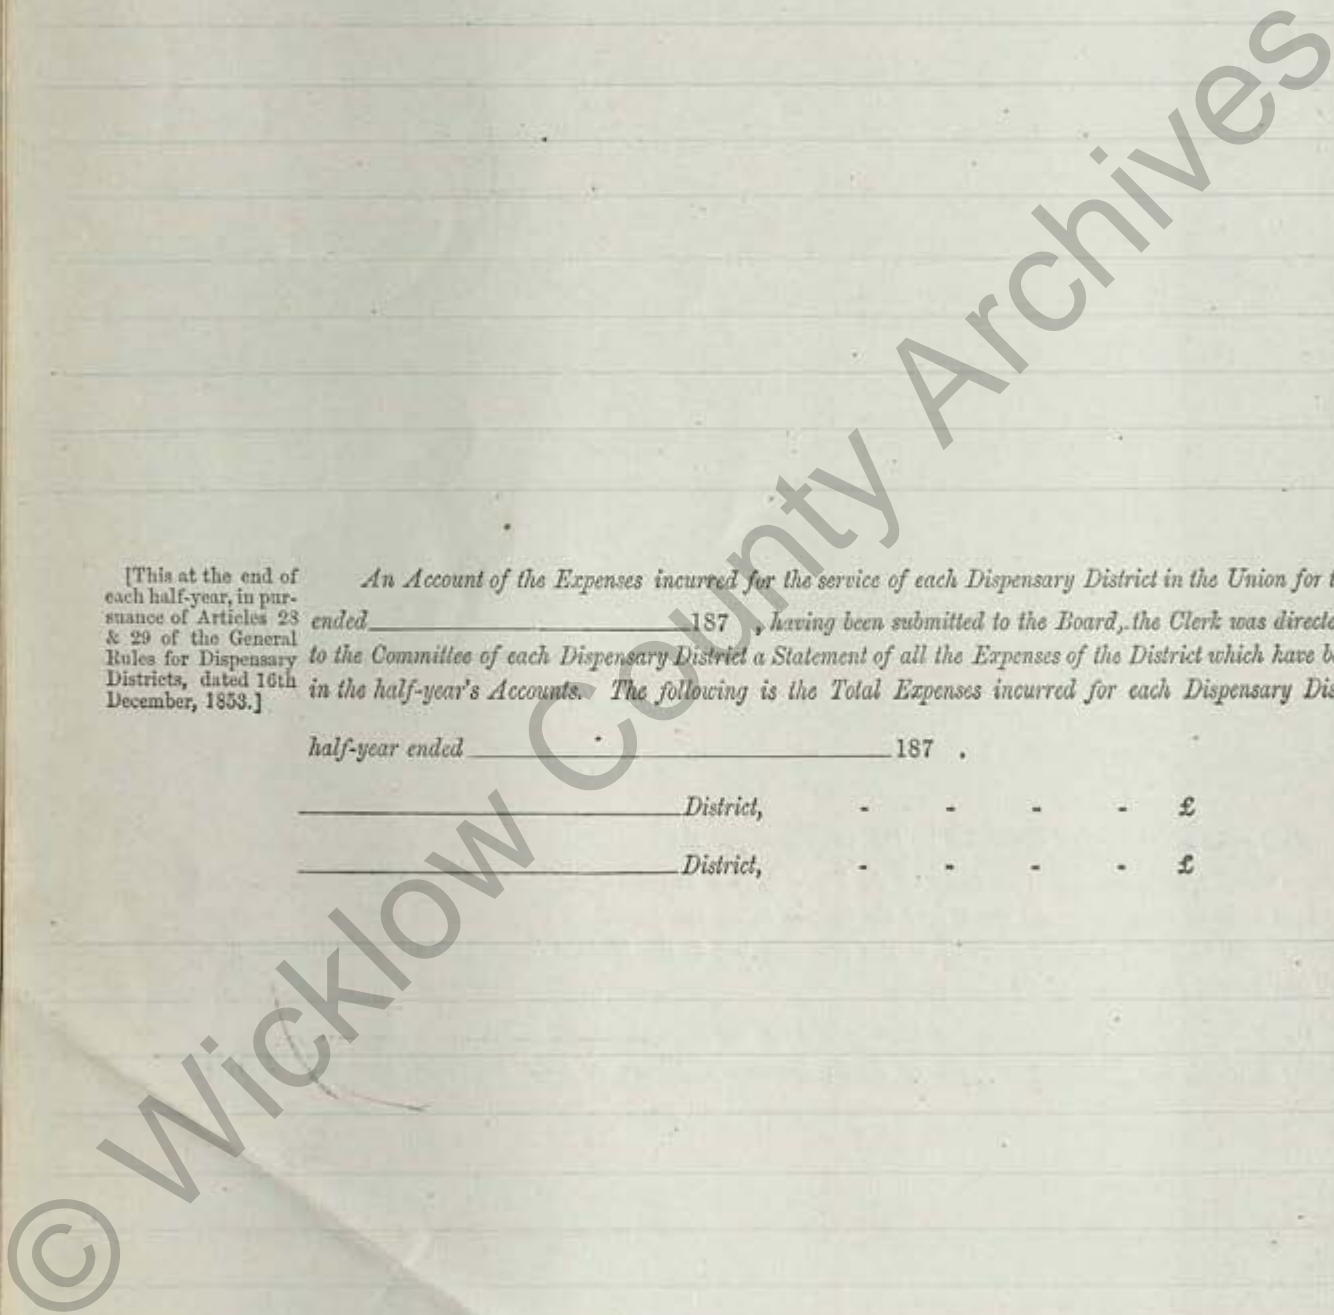 [This at the end of
each half-year, in pur-
suance of Articles 28
& 29 of the General
Rules for Dispensary
Districts, dated 16th
December, 1853.]
An Account of the Expenses incurred for the service of each Dispensary District in the Union for t
ended 187 , having been submitted to the Board, the Clerk was directe
to the Committee of each Dispensary District a Statement of all the Expenses of the District which have b
in the half-year's Accounts. The following is the Total Expenses incurred for each Dispensary Dis
half-year ended 187 .
District, - - - - £
District, - - - - £
© Wicklow County Archives